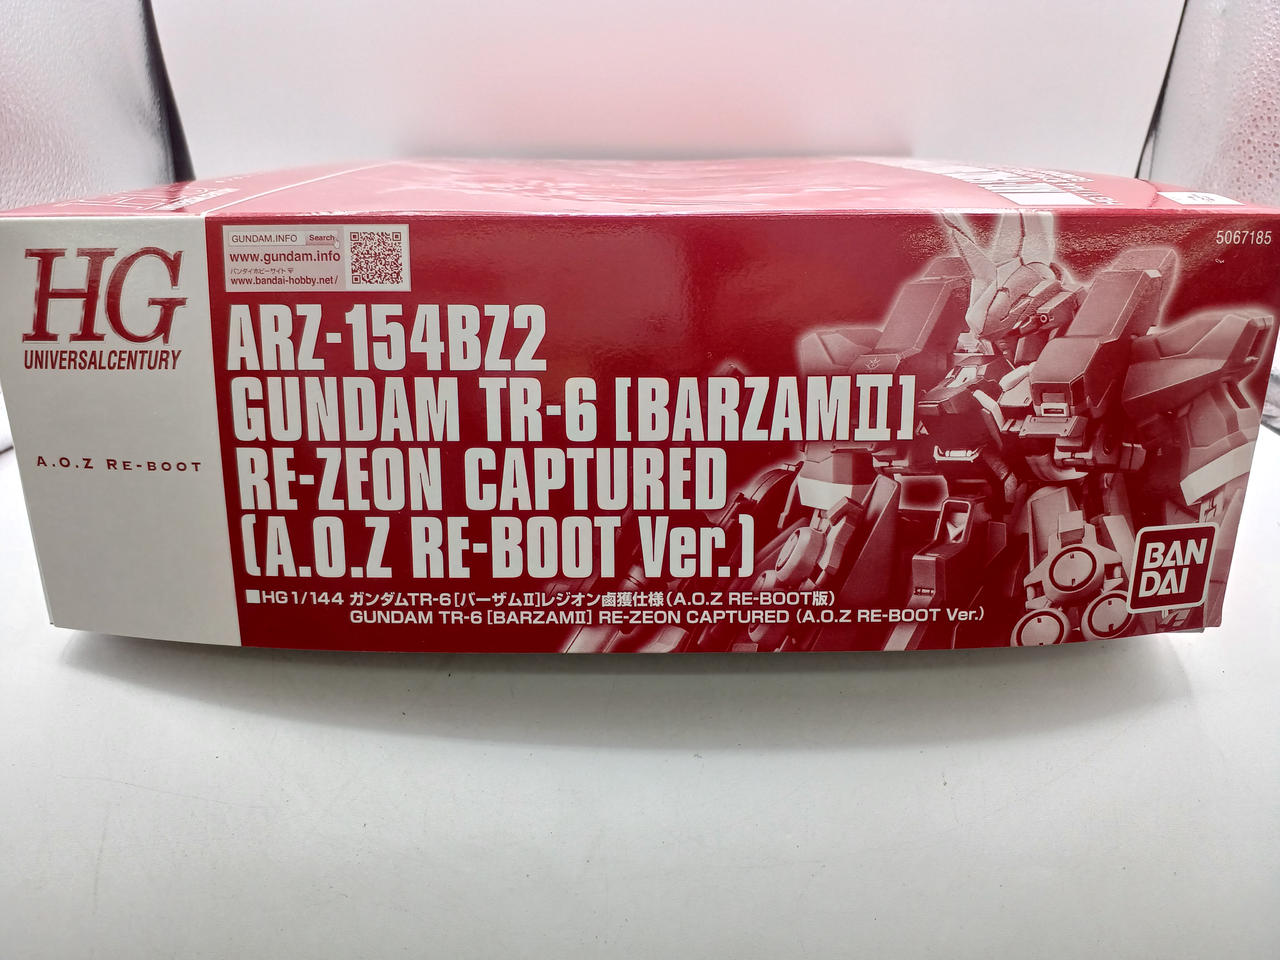 HG
UNIVERSALCENTURY
A.O.Z RE-BOOT
GUNDAM.INFO Search
www.gundam.info
バンダイホビーサイト
www.bandai-hobby.net/
5067185
ARZ-154BZ2
GUNDAM TR-6 [BARZAMⅡ]
RE-ZEON CAPTURED
(A.O.Z RE-BOOT Ver.)
■HG 1/144 ガンダムTR-6[バーザムⅡ]レジオン鹵獲仕様(A.O.Z RE-BOOT版)
GUNDAM TR-6 [BARZAMⅡ] RE-ZEON CAPTURED (A.O.Z RE-BOOT Ver.)
BAN
DAI